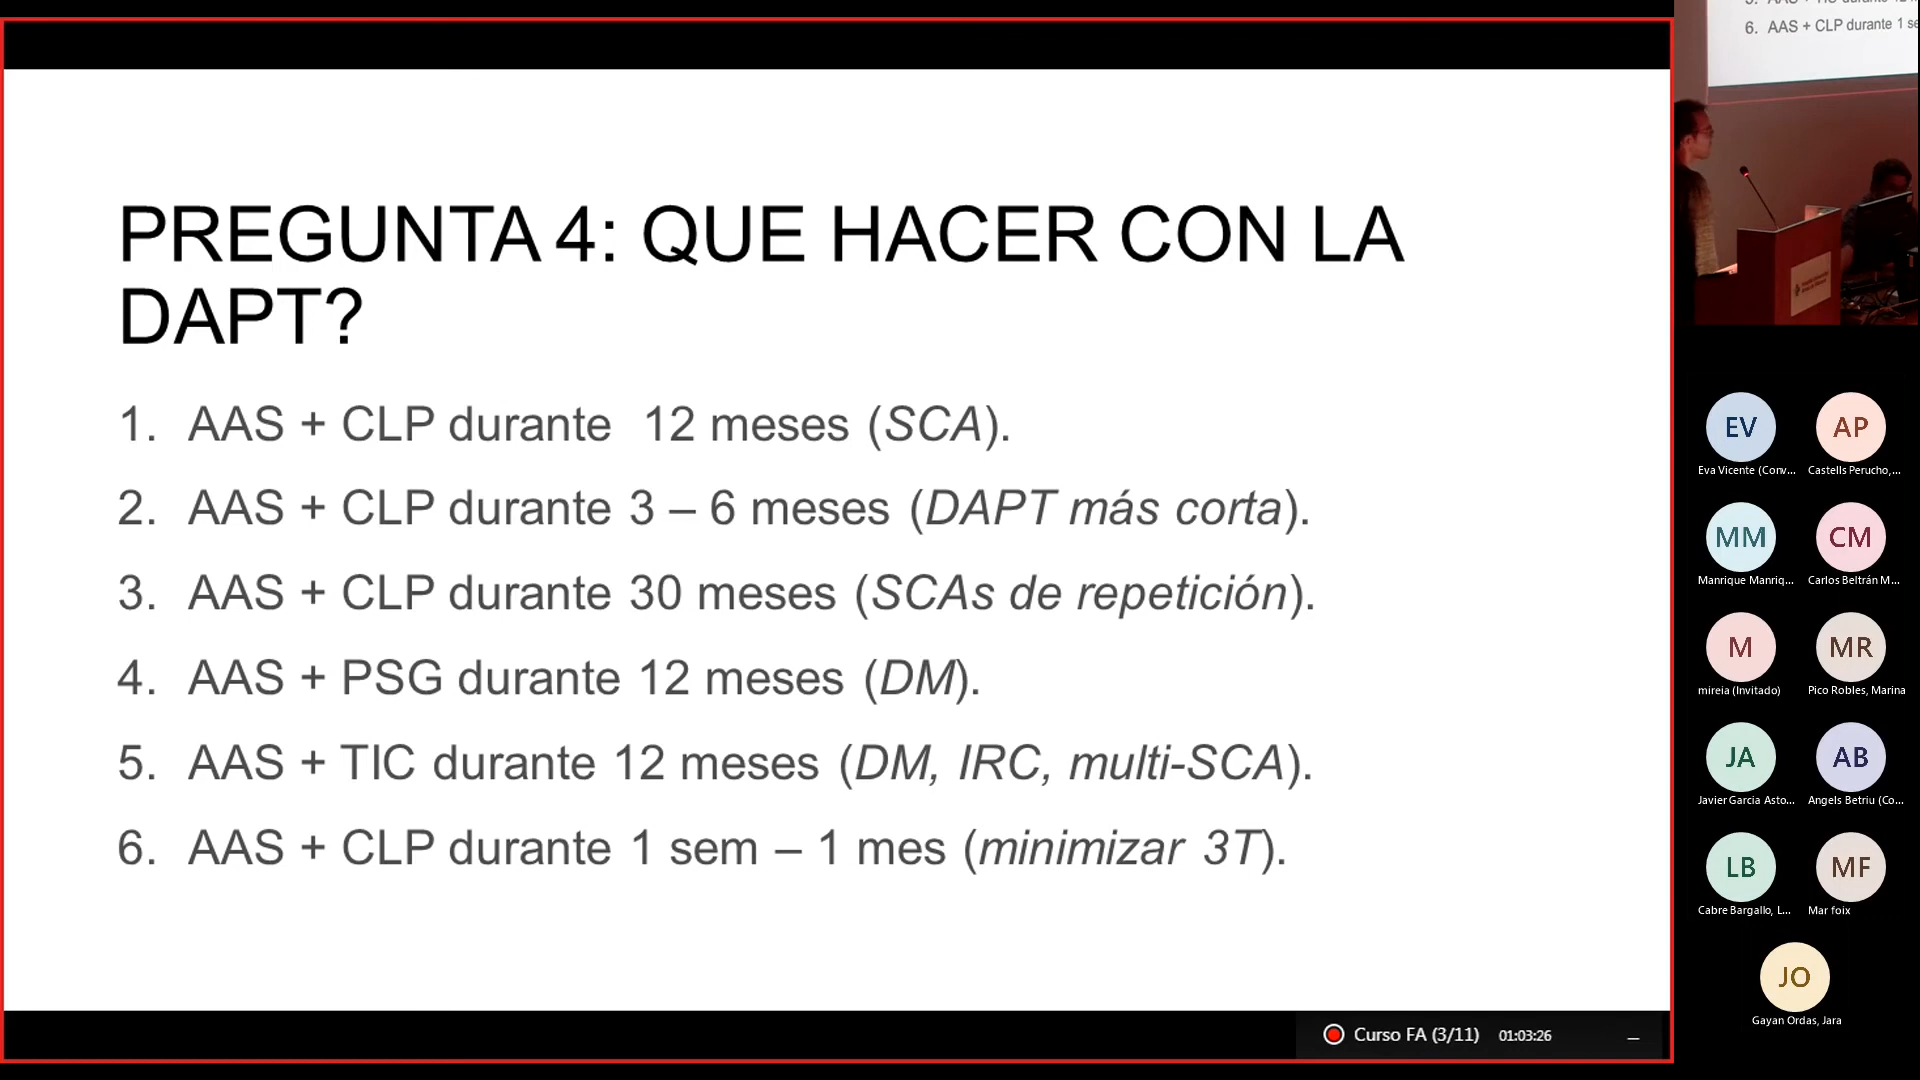 PREGUNTA 4: QUE HACER CON LA
DAPT?
1. AAS + CLP durante 12 meses (SCA).
2. AAS + CLP durante 3 – 6 meses (DAPT más corta).
3. AAS + CLP durante 30 meses (SCAs de repetición).
4. AAS + PSG durante 12 meses (DM).
5. AAS + TIC durante 12 meses (DM, IRC, multi-SCA).
6. AAS + CLP durante 1 sem – 1 mes (minimizar 3T).
Curso FA (3/11) 01:03:26
6. AAS + CLP durante 1 se
EV AP
Eva Vicente (Conv... Castells Perucho,...
MM CM
Manrique Manriq... Carlos Beltrán M...
M MR
mireia (Invitado) Pico Robles, Marina
JA AB
Javier Garcia Asto... Angels Betriu (Co...
LB MF
Cabre Bargallo, L... Mar foix
JO
Gayan Ordas, Jara